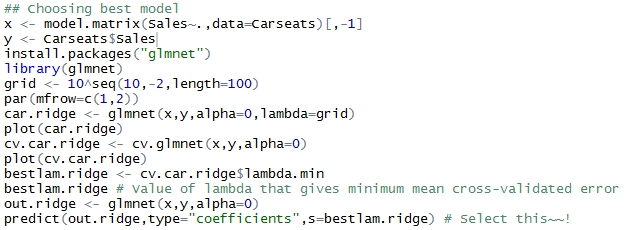 ## Choosing best model
x <- model.matrix(Sales~.,data=Carseats)[,-1]
y <- Carseats$Sales
install.packages("glmnet")
library(glmnet)
grid <- 10^seq(10,-2,length=100)
par(mfrow=c(1,2))
car.ridge <- glmnet(x,y,alpha=0,lambda=grid)
plot(car.ridge)
cv.car.ridge <- cv.glmnet(x,y,alpha=0)
plot(cv.car.ridge)
bestlam.ridge <- cv.car.ridge$lambda.min
bestlam.ridge # Value of lambda that gives minimum mean cross-validated error
out.ridge <- glmnet(x,y,alpha=0)
predict(out.ridge,type="coefficients",s=bestlam.ridge) # Select this~~!